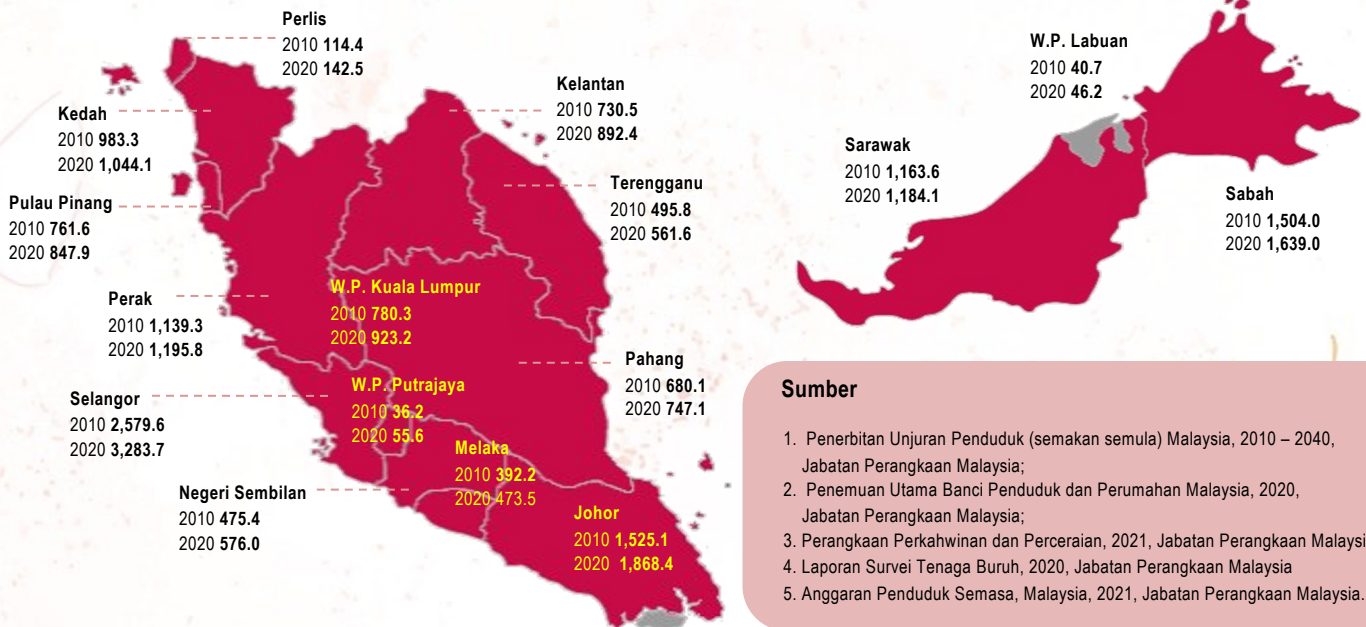 Perlis
2010 114.4
2020 142.5
Kedah
2010 983.3
2020 1,044.1
Pulau Pinang
2010 761.6
2020 847.9
Perak
2010 1,139.3
2020 1,195.8
Selangor
2010 2,579.6
2020 3,283.7
Negeri Sembilan
2010 475.4
2020 576.0
W.P. Kuala Lumpur
2010 780.3
2020 923.2
W.P. Putrajaya
2010 36.2
2020 55.6
Melaka
2010 392.2
2020 473.5
Johor
2010 1,525.1
2020 1,868.4
Kelantan
2010 730.5
2020 892.4
Terengganu
2010 495.8
2020 561.6
Pahang
2010 680.1
2020 747.1
W.P. Labuan
2010 40.7
2020 46.2
Sarawak
2010 1,163.6
2020 1,184.1
Sabah
2010 1,504.0
2020 1,639.0
Sumber
1. Penerbitan Unjuran Penduduk (semakan semula) Malaysia, 2010 – 2040,
Jabatan Perangkaan Malaysia;
2. Penemuan Utama Banci Penduduk dan Perumahan Malaysia, 2020,
Jabatan Perangkaan Malaysia;
3. Perangkaan Perkahwinan dan Perceraian, 2021, Jabatan Perangkaan Malaysi
4. Laporan Survei Tenaga Buruh, 2020, Jabatan Perangkaan Malaysia
5. Anggaran Penduduk Semasa, Malaysia, 2021, Jabatan Perangkaan Malaysia.